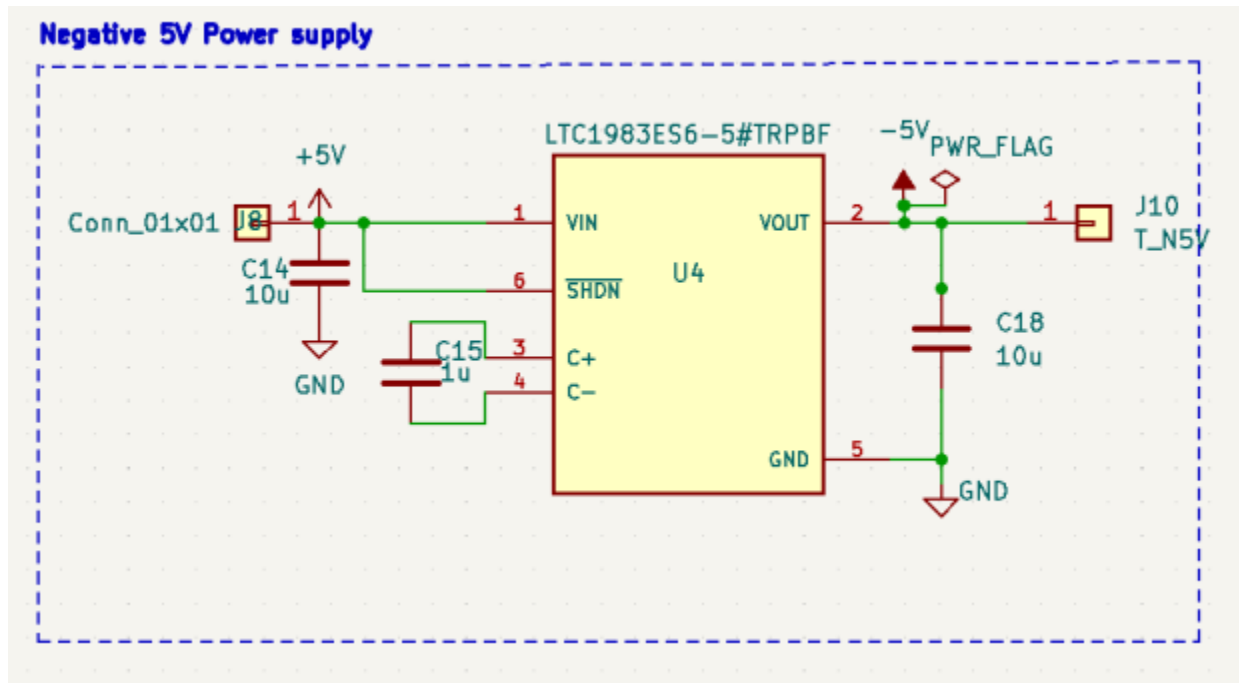 Negative 5V Power supply
LTC1983ES6-5#TRPBF
-5V
PWR_FLAG
+5V
Conn_01x01 J8
1
1
VIN
VOUT
2
1
J10
T_N5V
C14
10u
6
SHDN
U4
GND
C15
1u
3
C+
4
C-
C18
10u
GND
5
GND